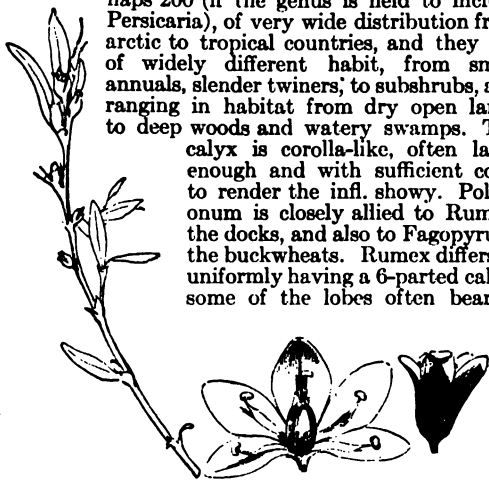 haps 200 (if the genus is held to incl
Persicaria), of very wide distribution fr
arctic to tropical countries, and they
of widely different habit, from sm
annuals, slender twiners, to subshrubs, a
ranging in habitat from dry open la
to deep woods and watery swamps. T
calyx is corolla-like, often la
enough and with sufficient co
to render the infl. showy. Pol
onum is closely allied to Rum
the docks, and also to Fagopyru
the buckwheats. Rumex differs
uniformly having a 6-parted cal
some of the lobes often bear